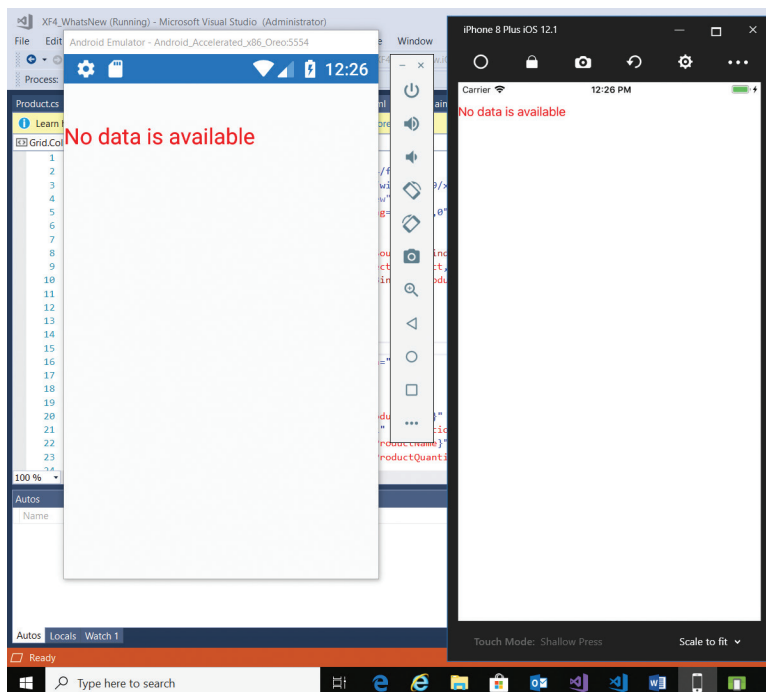 XF4_WhatsNew (Running) - Microsoft Visual Studio (Administrator)
File Edit
Window
Process:
Product.cs
Grid.Col
1
2
3
4
5
6
7
8
9
10
11
12
13
14
15
16
17
18
19
20
21
22
23
100 %
Autos
Name
Autos Locals Watch 1
Ready
Type here to search
Android Emulator - Android_Accelerated_x86_Oreo:5554
12:26
No data is available
iPhone 8 Plus iOS 12.1
Carrier
12:26 PM
No data is available
Touch Mode: Shallow Press
Scale to fit